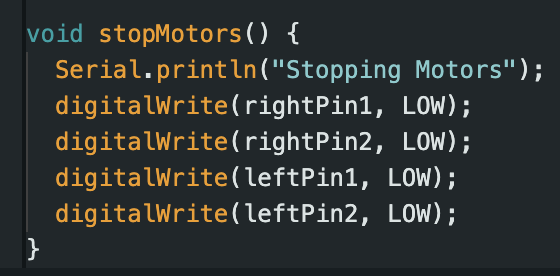 void stopMotors() {
  Serial.println("Stopping Motors");
  digitalWrite(rightPin1, LOW);
  digitalWrite(rightPin2, LOW);
  digitalWrite(leftPin1, LOW);
  digitalWrite(leftPin2, LOW);
}